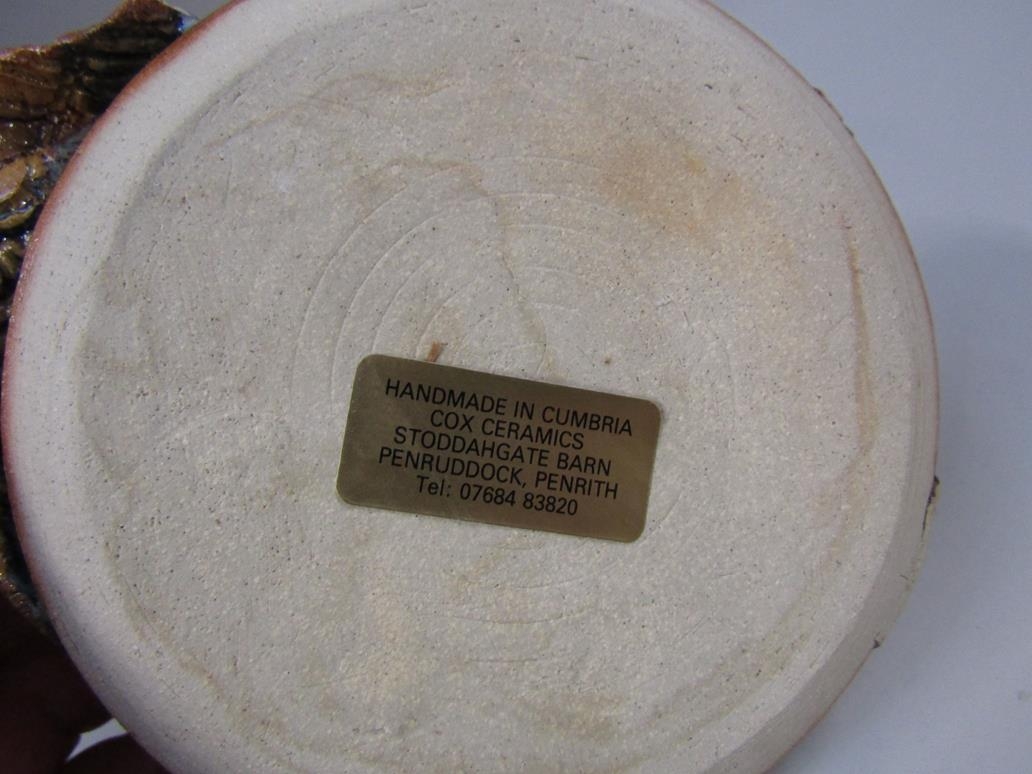 HANDMADE IN CUMBRIA
COX CERAMICS
STODDAHGATE BARN
PENRUDDOCK, PENRITH
Tel: 07684 83820